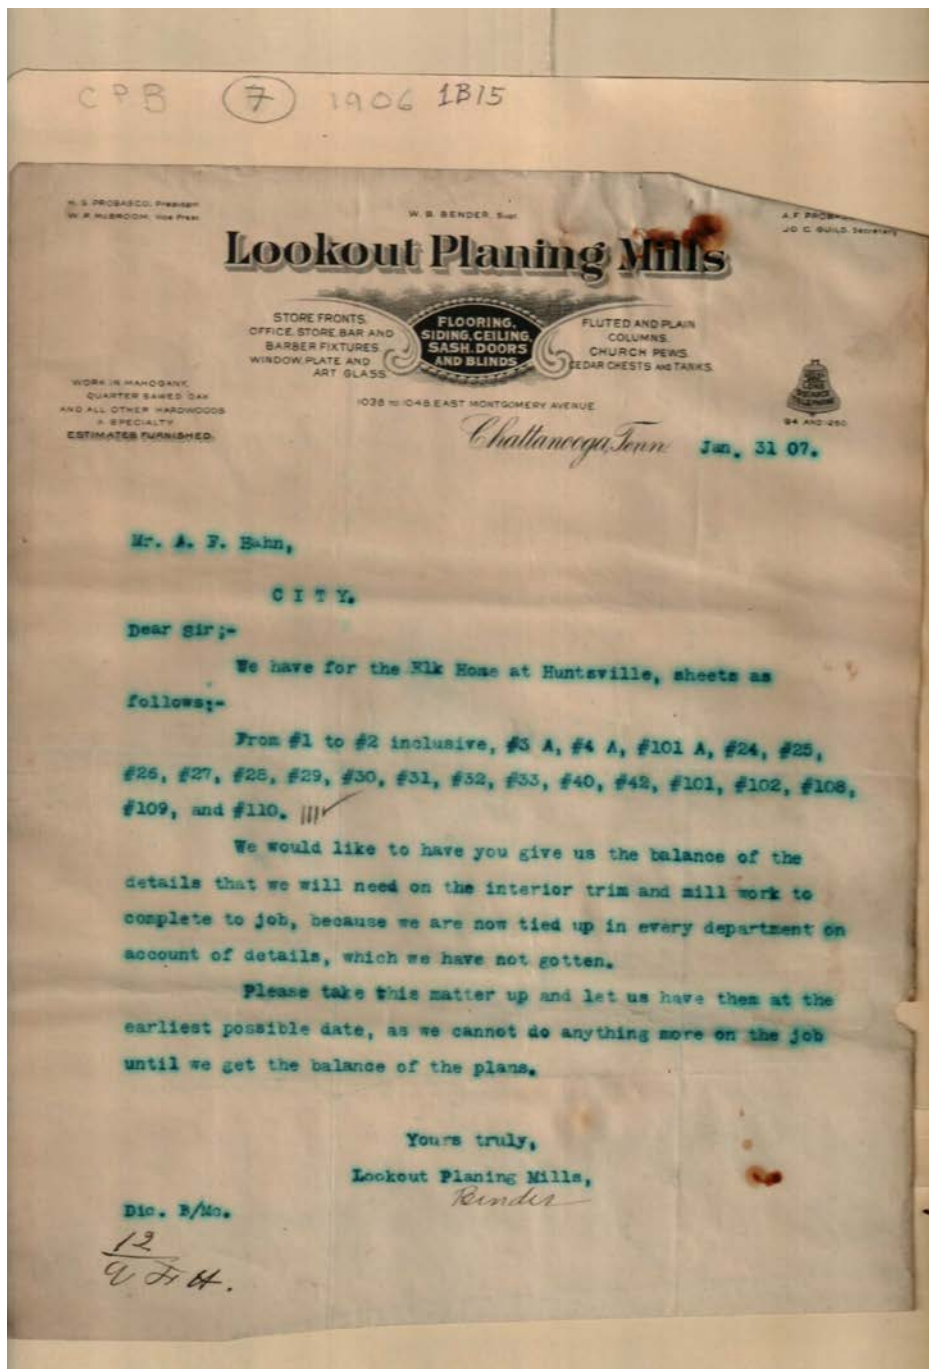 CPB 7 1906 1B15
H. S. PROBASCO, President
W. P. McBROOM, Vice Prest.
W. B. BENDER, Supt.
A. F.
JO C. GUILD, Secretary
Lookout Planing Mills
STORE FRONTS,
OFFICE, STORE, BAR AND
BARBER FIXTURES
WINDOW, PLATE AND
ART GLASS
FLOORING,
SIDING, CEILING,
SASH, DOORS
AND BLINDS
FLUTED AND PLAIN
COLUMNS.
CHURCH PEWS.
CEDAR CHESTS AND TANKS.
WORK IN MAHOGANY,
QUARTER SAWED OAK
AND ALL OTHER HARDWOODS
A SPECIALTY
ESTIMATES FURNISHED.
LONG
DISTANCE
TELEPHONE
94 AND 1260
1038 TO 1048 EAST MONTGOMERY AVENUE
Chattanooga, Tenn Jan. 31 07.
Mr. A. F. Hahn,
C I T Y.
Dear Sir;-
We have for the Elk Home at Huntsville, sheets as
follows;-
From #1 to #2 inclusive, #3 A, #4 A, #101 A, #24, #25,
#26, #27, #28, #29, #30, #31, #32, #33, #40, #42, #101, #102, #108,
#109, and #110.
We would like to have you give us the balance of the
details that we will need on the interior trim and mill work to
complete to job, because we are now tied up in every department on
account of details, which we have not gotten.
Please take this matter up and let us have them at the
earliest possible date, as we cannot do anything more on the job
until we get the balance of the plans.
Yours truly,
Lookout Planing Mills,
Bender
Dic. B/Mc.
12
A F H.